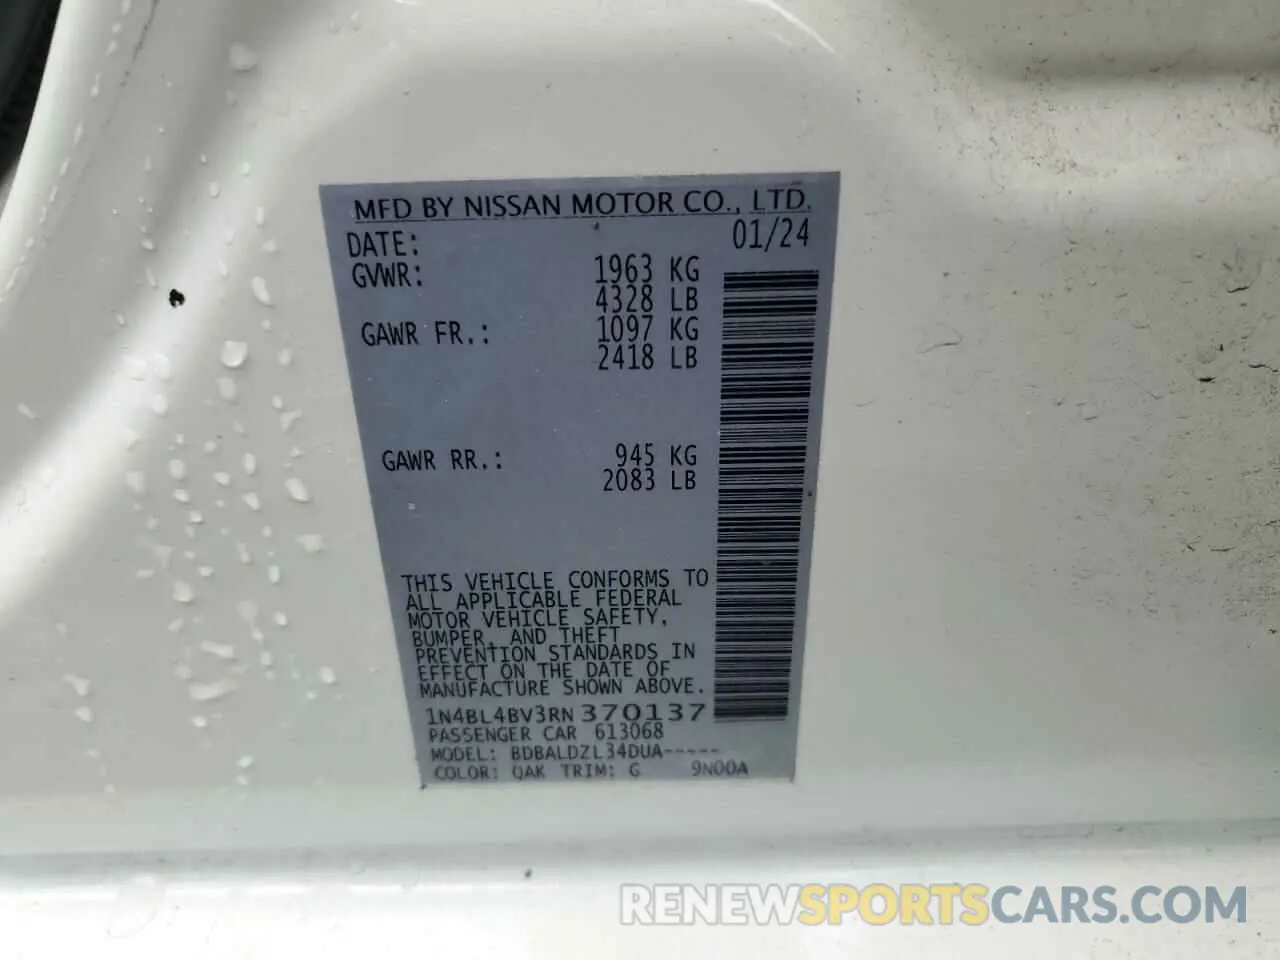 MFD BY NISSAN MOTOR CO., LTD.
DATE: 01/24
GVWR: 1963 KG
4328 LB
GAWR FR.: 1097 KG
2418 LB
GAWR RR.: 945 KG
2083 LB
THIS VEHICLE CONFORMS TO
ALL APPLICABLE FEDERAL
MOTOR VEHICLE SAFETY,
BUMPER, AND THEFT
PREVENTION STANDARDS IN
EFFECT ON THE DATE OF
MANUFACTURE SHOWN ABOVE.
1N4BL4BV3RN370137
PASSENGER CAR 613068
MODEL: BDBALDZL34DUA-----
COLOR: QAK TRIM: G 9N00A
RENEWSPORTSCARS.COM